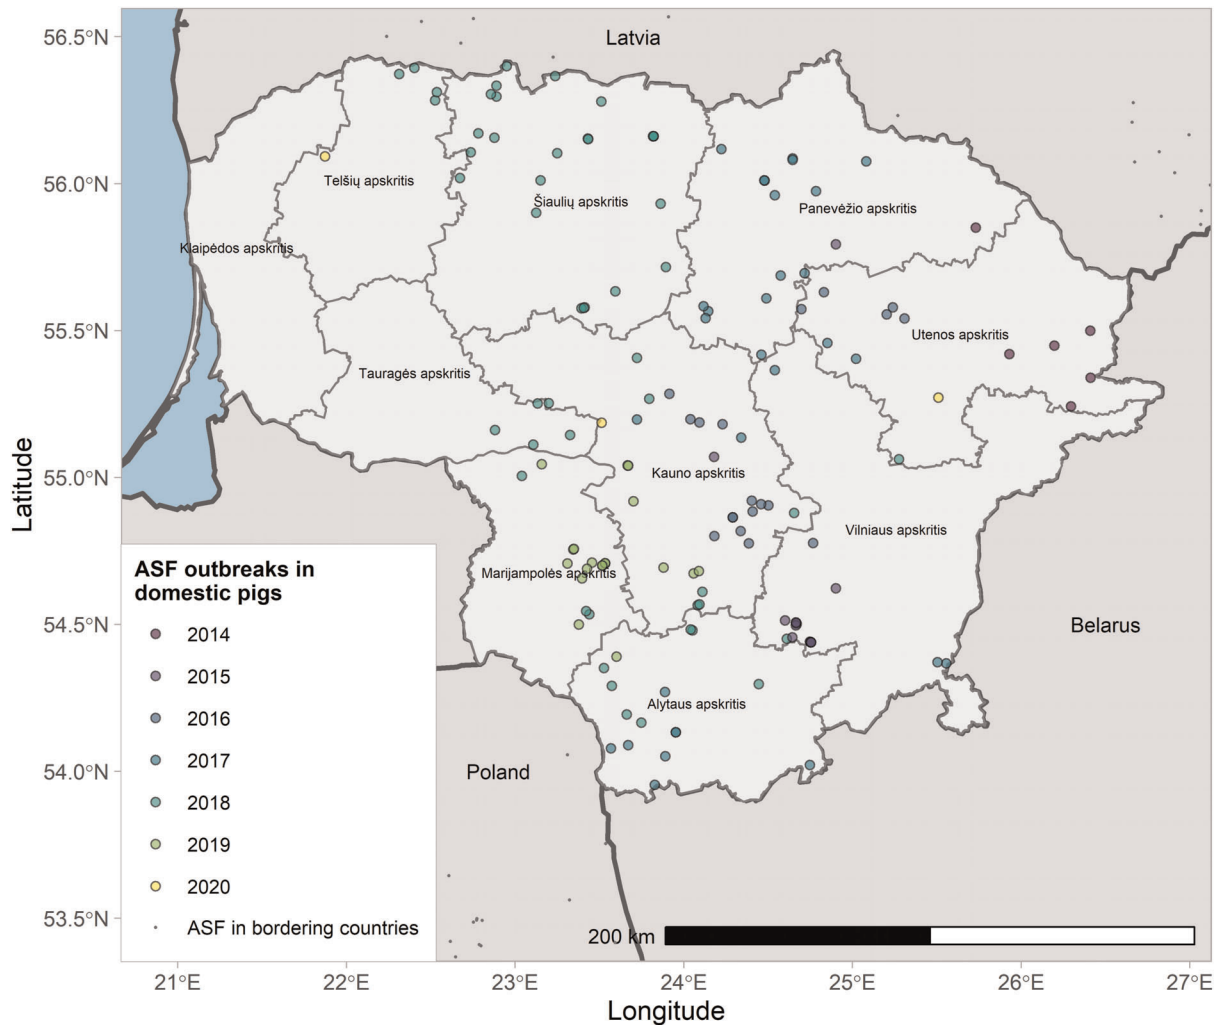 Latvia
56.5°N
Telšių apskritis
56.0°N
Šiaulių apskritis
Panevėžio apskritis
Klaipėdos apskritis
55.5°N
Utenos apskritis
Tauragės apskritis
Latitude
55.0°N
Kauno apskritis
Vilniaus apskritis
ASF outbreaks in
domestic pigs
Marijampolės apskritis
2014
54.5°N
Belarus
2015
2016
Alytaus apskritis
2017
54.0°N
Poland
2018
2019
2020
53.5°N
ASF in bordering countries
200 km
21°E
22°E
23°E
24°E
25°E
26°E
27°E
Longitude